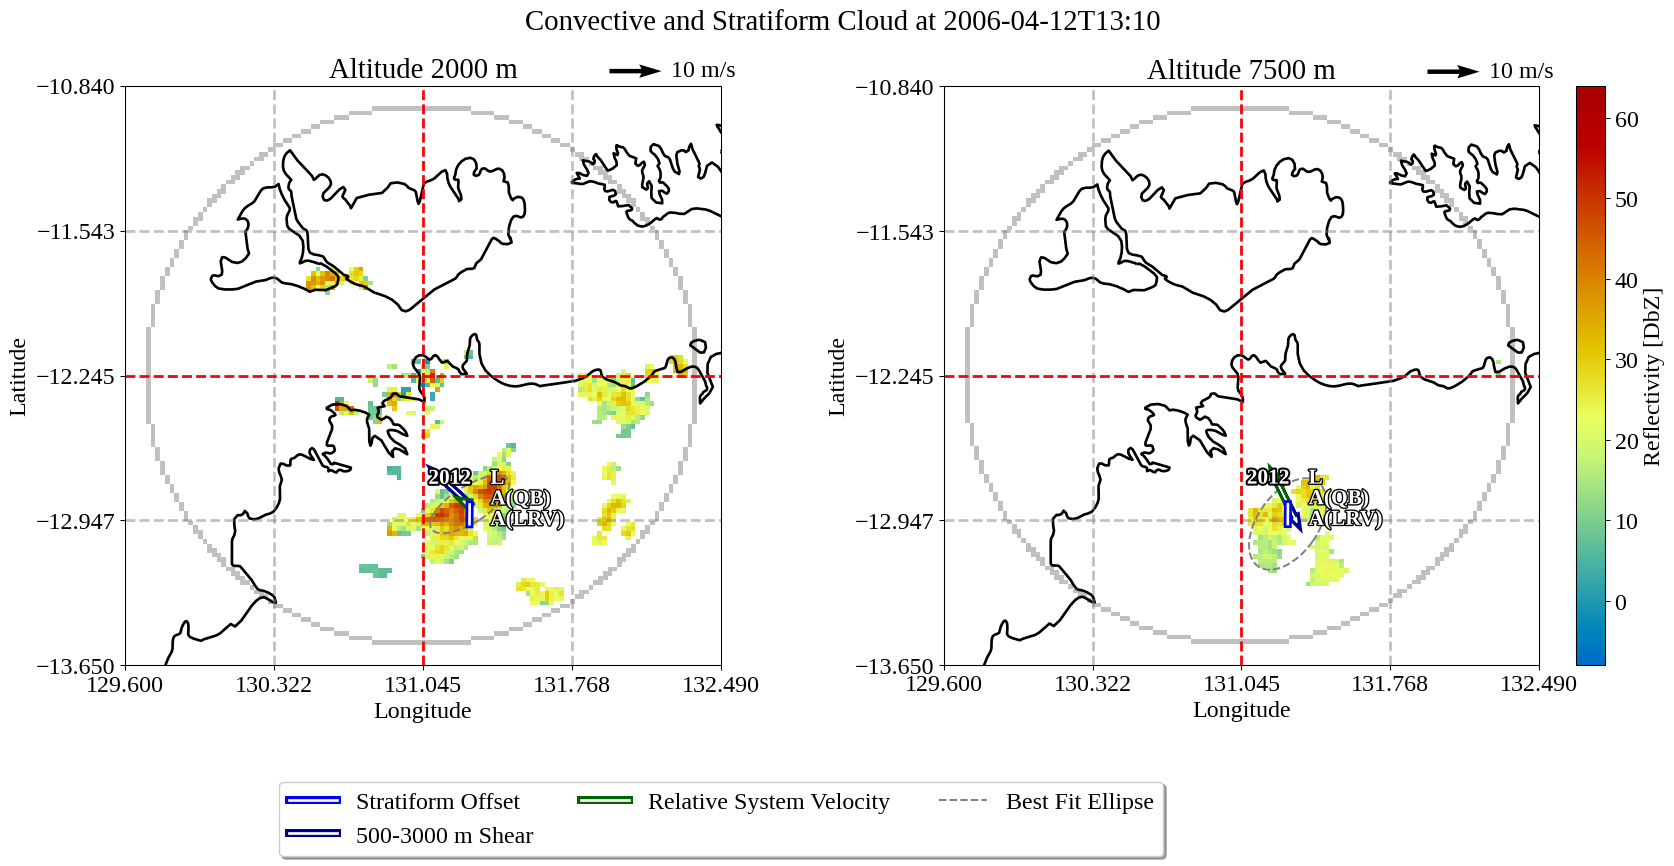 Convective and Stratiform Cloud at 2006-04-12T13:10
Altitude 2000 m
10 m/s
Altitude 7500 m
10 m/s
−10.840
−11.543
−12.245
−12.947
−13.650
Latitude
129.600
130.322
131.045
131.768
132.490
Longitude
2012
L
A(QB)
A(LRV)
−10.840
−11.543
−12.245
−12.947
−13.650
Latitude
129.600
130.322
131.045
131.768
132.490
Longitude
2012
L
A(QB)
A(LRV)
60
50
40
30
20
10
0
Reflectivity [DbZ]
Stratiform Offset
Relative System Velocity
Best Fit Ellipse
500-3000 m Shear